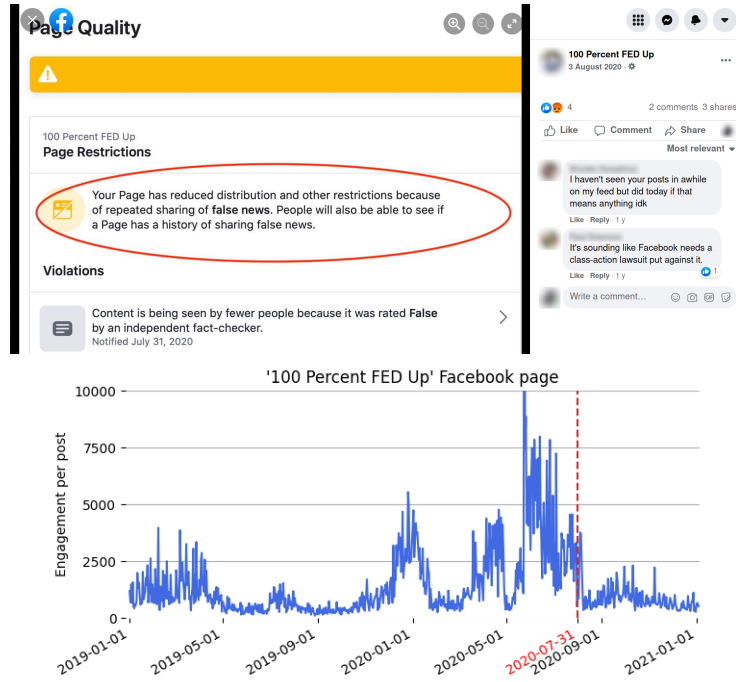 Page Quality
100 Percent FED Up
Page Restrictions
Your Page has reduced distribution and other restrictions because
of repeated sharing of false news. People will also be able to see if
a Page has a history of sharing false news.
Violations
Content is being seen by fewer people because it was rated False
by an independent fact-checker.
Notified July 31, 2020
100 Percent FED Up
3 August 2020 ·
4
2 comments 3 shares
Like Comment Share
Most relevant
I haven't seen your posts in awhile
on my feed but did today if that
means anything idk
Like · Reply · 1 y
It's sounding like Facebook needs a
class-action lawsuit put against it.
1
Like · Reply · 1 y
Write a comment…
GIF
'100 Percent FED Up' Facebook page
Engagement per post
10000
7500
5000
2500
0
2019-01-01
2019-05-01
2019-09-01
2020-01-01
2020-05-01
2020-07-31
2020-09-01
2021-01-01